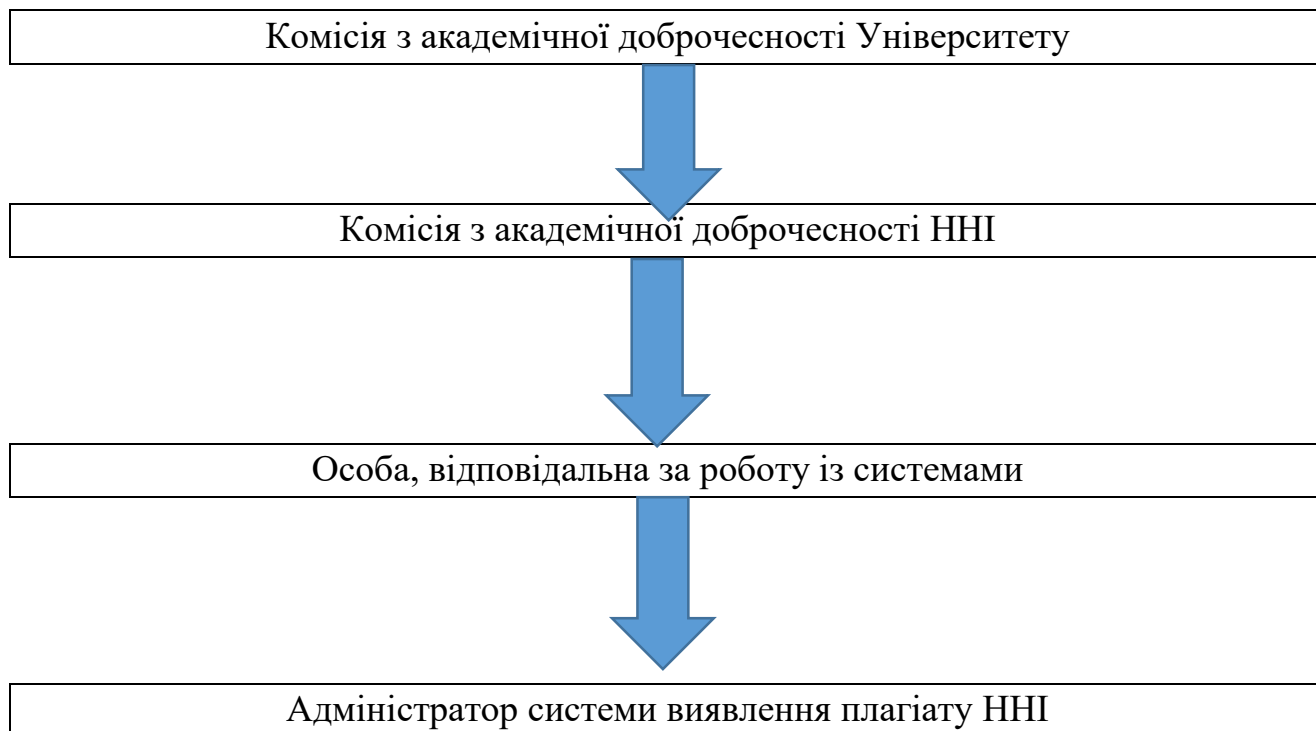 Комісія з академічної доброчесності Університету
Комісія з академічної доброчесності ННІ
Особа, відповідальна за роботу із системами
Адміністратор системи виявлення плагіату ННІ